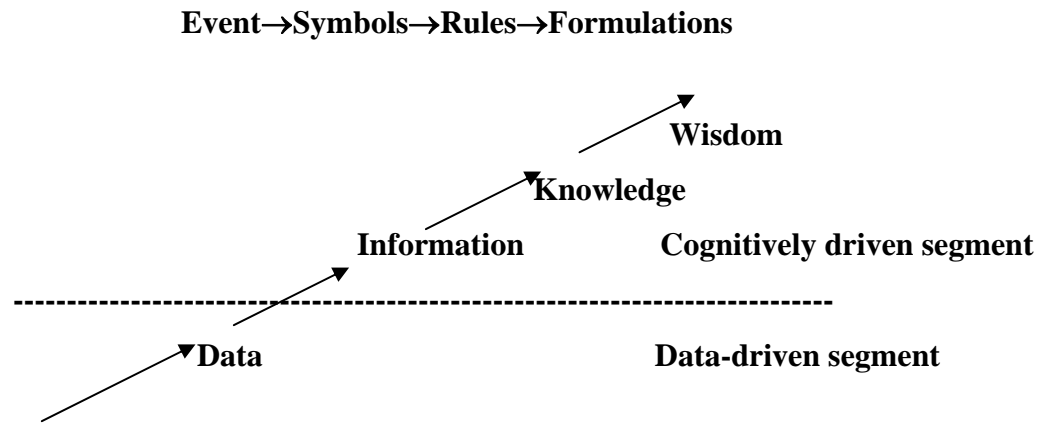 Event→Symbols→Rules→Formulations
Wisdom
Knowledge
Information Cognitively driven segment
Data Data-driven segment